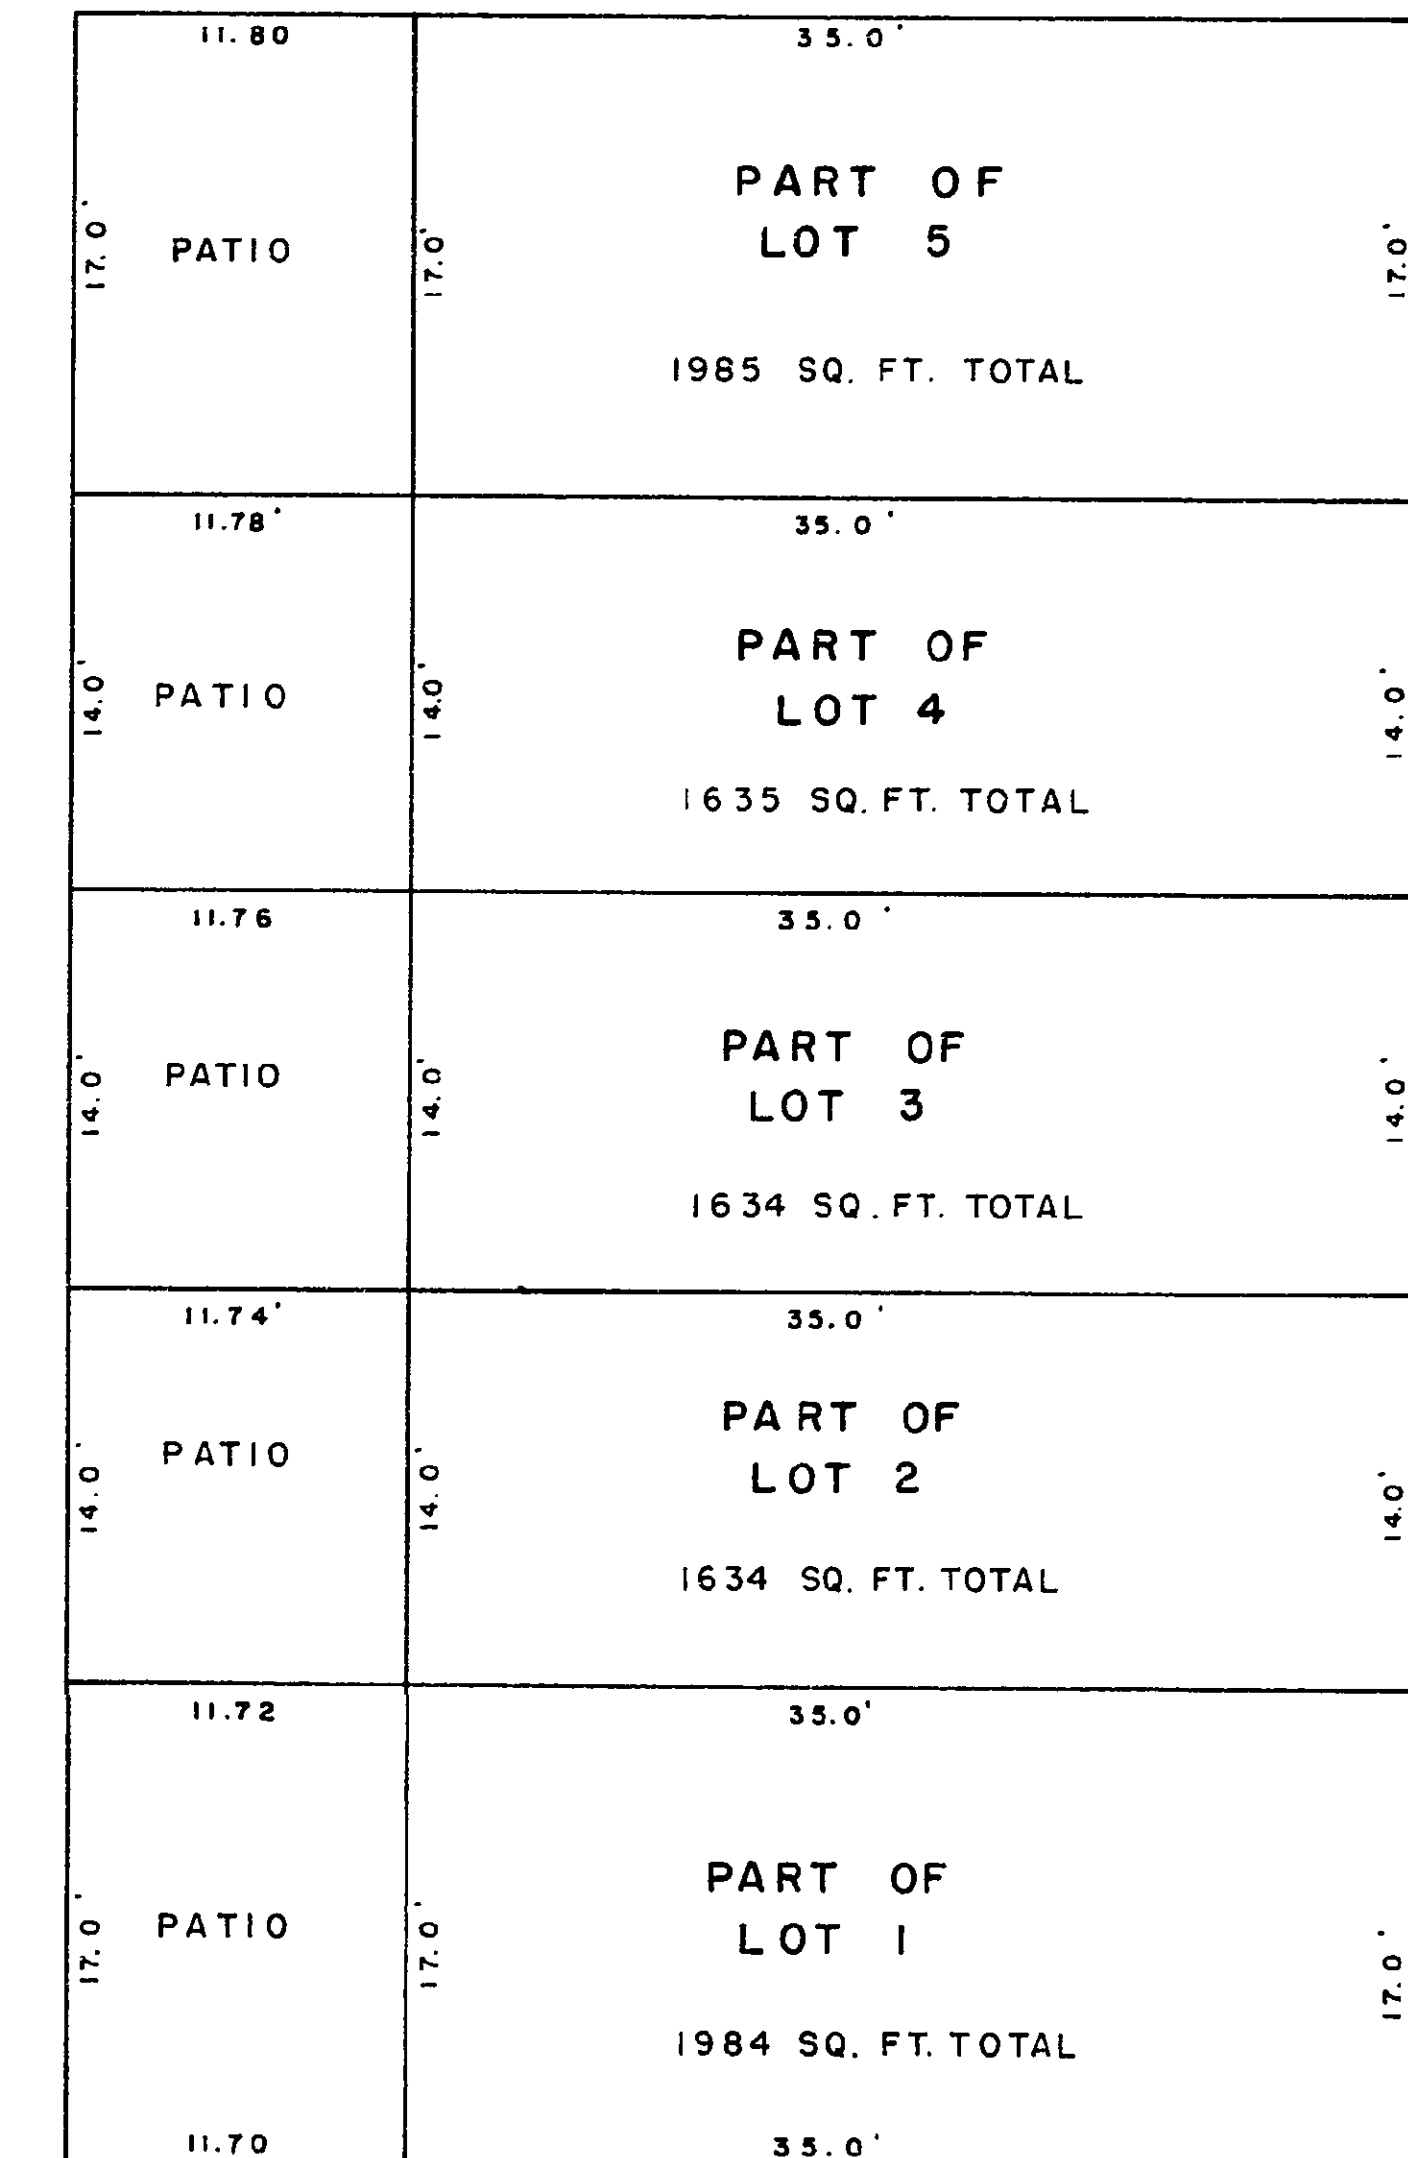 11.80
35.0'
PART OF
LOT 5
17.0'
PATIO
17.0'
17.0'
1985 SQ. FT. TOTAL
11.78'
35.0'
PART OF
LOT 4
14.0'
PATIO
14.0'
14.0'
1635 SQ. FT. TOTAL
11.76
35.0'
PART OF
LOT 3
14.0'
PATIO
14.0'
14.0'
1634 SQ. FT. TOTAL
11.74'
35.0'
PART OF
LOT 2
14.0'
PATIO
14.0'
14.0'
1634 SQ. FT. TOTAL
11.72
35.0'
PART OF
LOT 1
17.0'
PATIO
17.0'
17.0'
1984 SQ. FT. TOTAL
11.70
35.0'